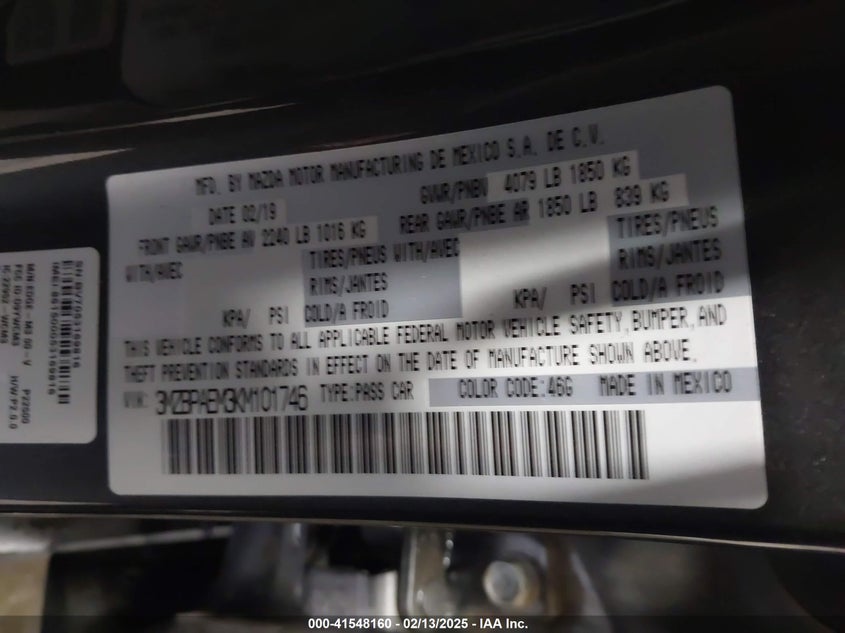 MFD. BY MAZDA MOTOR MANUFACTURING DE MEXICO S.A. DE C.V.
DATE 02/19 GVWR/PNBV 4079 LB 1850 KG
FRONT GAWR/PNBE AV 2240 LB 1016 KG REAR GAWR/PNBE AR 1850 LB 839 KG
WITH/AVEC TIRES/PNEUS WITH/AVEC TIRES/PNEUS
RIMS/JANTES RIMS/JANTES
KPA/ PSI COLD/A FROID KPA/ PSI COLD/A FROID
THIS VEHICLE CONFORMS TO ALL APPLICABLE FEDERAL MOTOR VEHICLE SAFETY, BUMPER, AND
THEFT PREVENTION STANDARDS IN EFFECT ON THE DATE OF MANUFACTURE SHOWN ABOVE.
VIN: 3MZBPAEM3KM101746 TYPE:PASS CAR COLOR CODE:46G MADE IN MEXICO
P22500
000-41548160 - 02/13/2025 - IAA Inc.